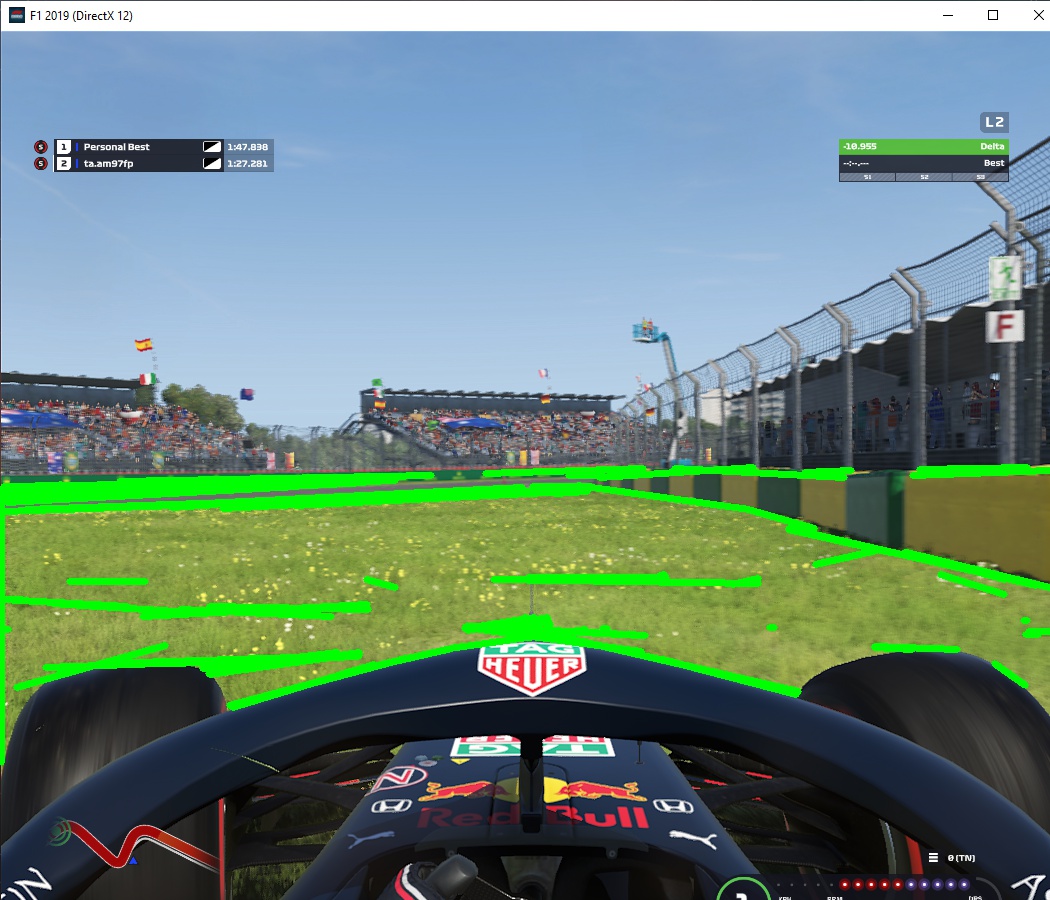 F1 2019 (DirectX 12)
L2
S 1 Personal Best 1:47.838
S 2 ta.am97fp 1:27.281
-10.955 Delta
--:--.--- Best
S1 S2 S3
F
TAG
HEUER
TAG
Red Bull
0 (TN)